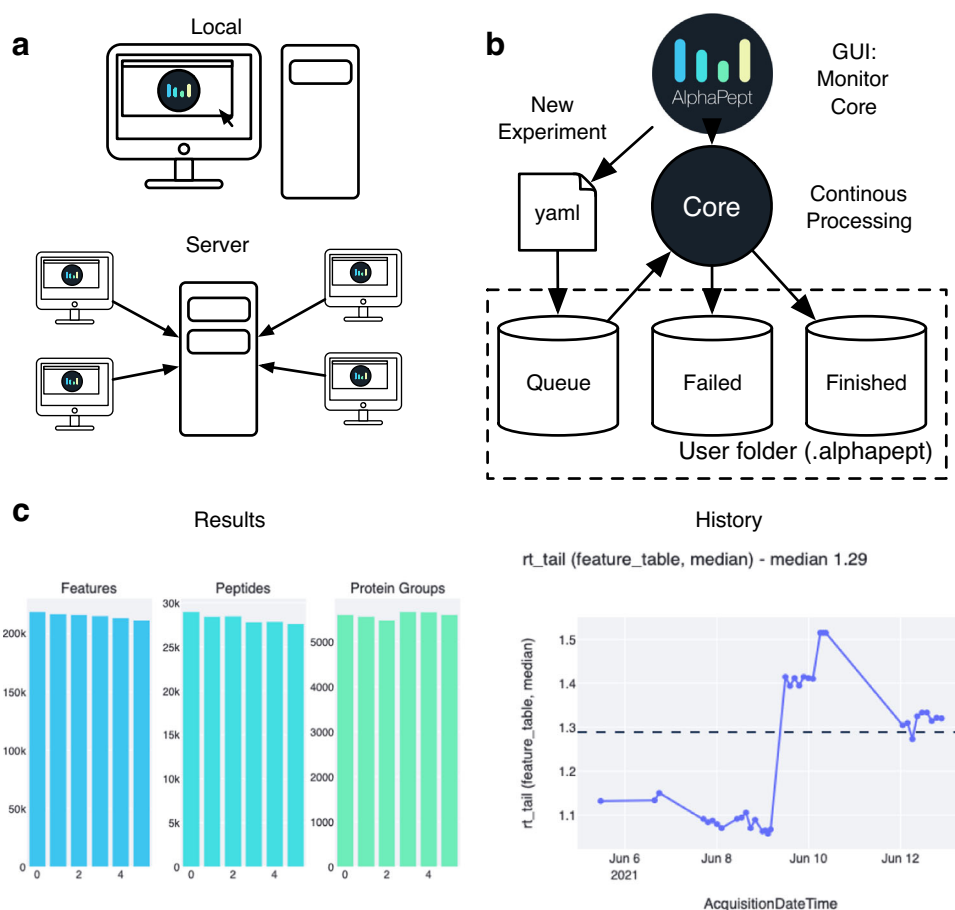 a
Local
Server
b
AlphaPept
GUI:
Monitor
Core
New
Experiment
yaml
Core
Continous
Processing
Queue
Failed
Finished
User folder (.alphapept)
c
Results
Features
200k
150k
100k
50k
0
0 2 4
Peptides
30k
25k
20k
15k
10k
5k
0
0 2 4
Protein Groups
5000
4000
3000
2000
1000
0
0 2 4
History
rt_tail (feature_table, median) - median 1.29
rt_tail (feature_table, median)
1.5
1.4
1.3
1.2
1.1
Jun 6
2021
Jun 8
Jun 10
Jun 12
AcquisitionDateTime